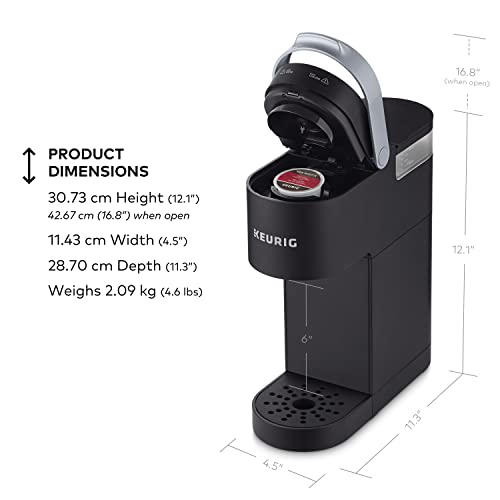 PRODUCT
DIMENSIONS
30.73 cm Height (12.1")
42.67 cm (16.8") when open
11.43 cm Width (4.5")
28.70 cm Depth (11.3")
Weighs 2.09 kg (4.6 lbs)
16.8"
(when open)
12.1"
KEURIG
KEURIG
6"
11.3"
4.5"